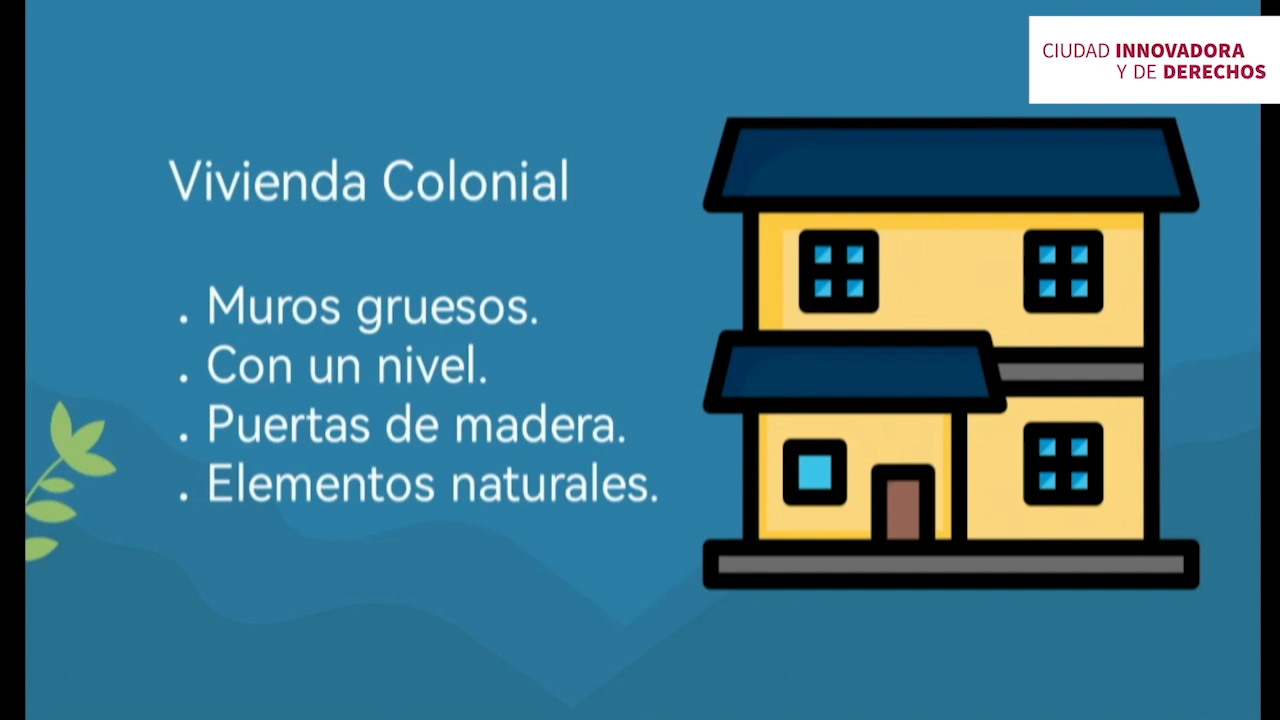 CIUDAD INNOVADORA
Y DE DERECHOS
Vivienda Colonial
. Muros gruesos.
. Con un nivel.
. Puertas de madera.
. Elementos naturales.